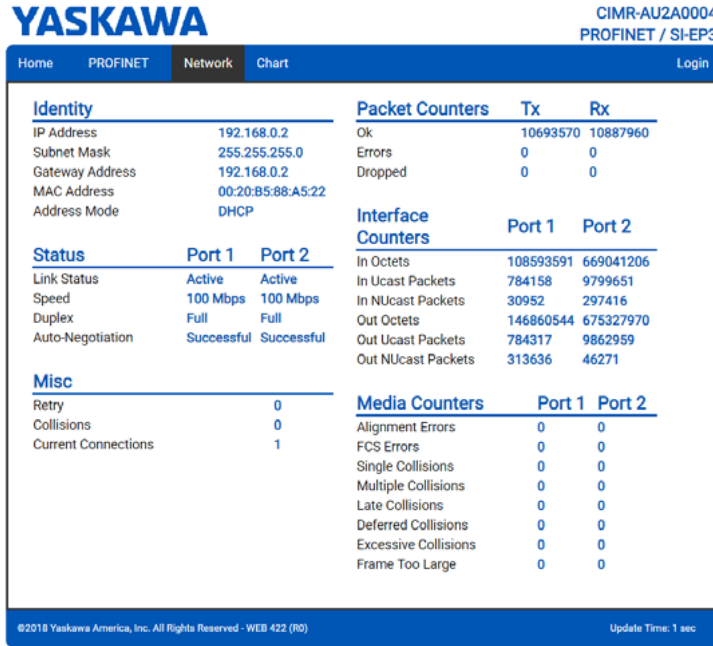 YASKAWA
CIMR-AU2A0004
PROFINET / SI-EP3
Home PROFINET Network Chart Login
Identity
IP Address 192.168.0.2
Subnet Mask 255.255.255.0
Gateway Address 192.168.0.2
MAC Address 00:20:B5:88:A5:22
Address Mode DHCP
Status Port 1 Port 2
Link Status Active Active
Speed 100 Mbps 100 Mbps
Duplex Full Full
Auto-Negotiation Successful Successful
Misc
Retry 0
Collisions 0
Current Connections 1
Packet Counters Tx Rx
Ok 10693570 10887960
Errors 0 0
Dropped 0 0
Interface
Counters Port 1 Port 2
In Octets 108593591 669041206
In Ucast Packets 784158 9799651
In NUcast Packets 30952 297416
Out Octets 146860544 675327970
Out Ucast Packets 784317 9862959
Out NUcast Packets 313636 46271
Media Counters Port 1 Port 2
Alignment Errors 0 0
FCS Errors 0 0
Single Collisions 0 0
Multiple Collisions 0 0
Late Collisions 0 0
Deferred Collisions 0 0
Excessive Collisions 0 0
Frame Too Large 0 0
©2018 Yaskawa America, Inc. All Rights Reserved - WEB 422 (R0) Update Time: 1 sec